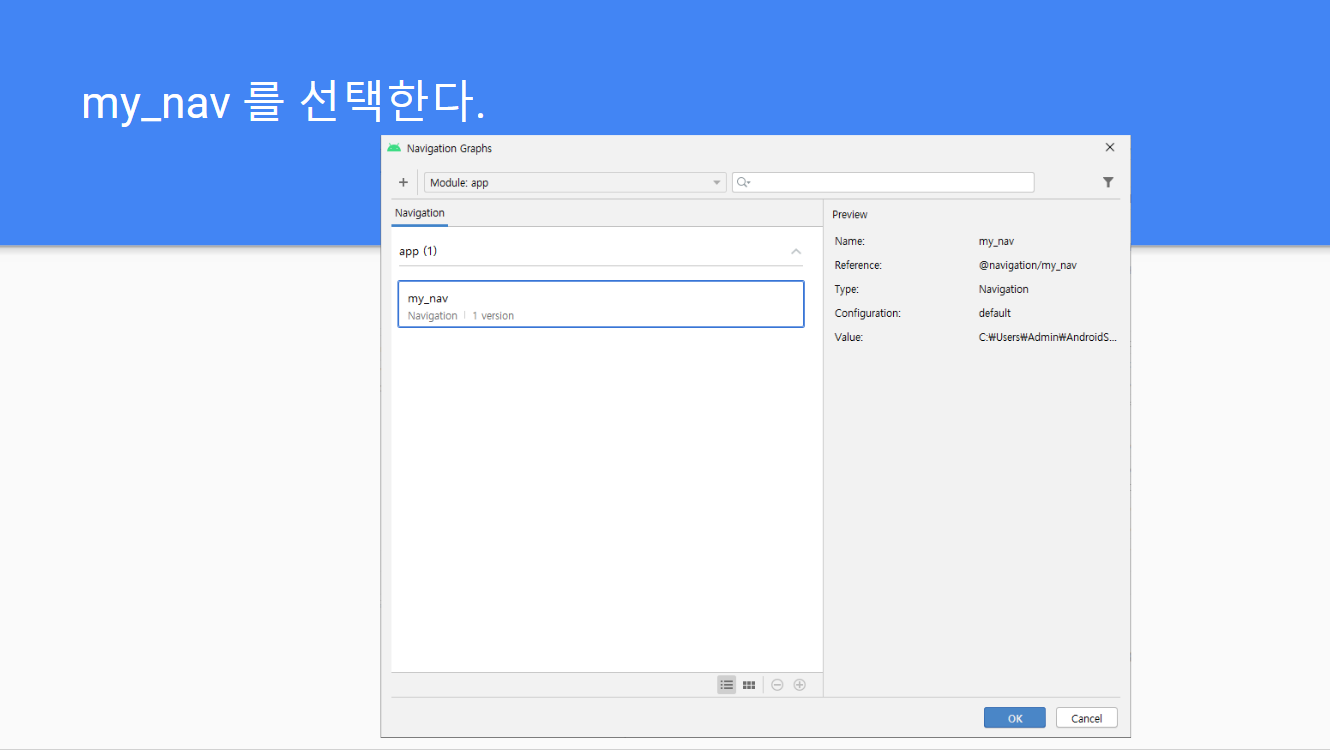 my_nav 를 선택한다.
Navigation Graphs
Module: app
Navigation
app (1)
my_nav
Navigation | 1 version
Preview
Name: my_nav
Reference: @navigation/my_nav
Type: Navigation
Configuration: default
Value: C:₩Users₩Admin₩AndroidS...
OK Cancel